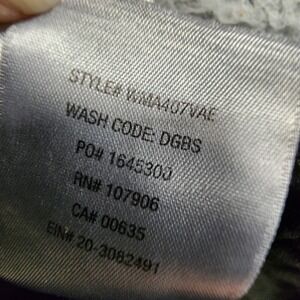 STYLE# WMA407VAE
WASH CODE: DGBS
PO# 1645300
RN# 107906
CA# 00635
EIN# 20-3082491